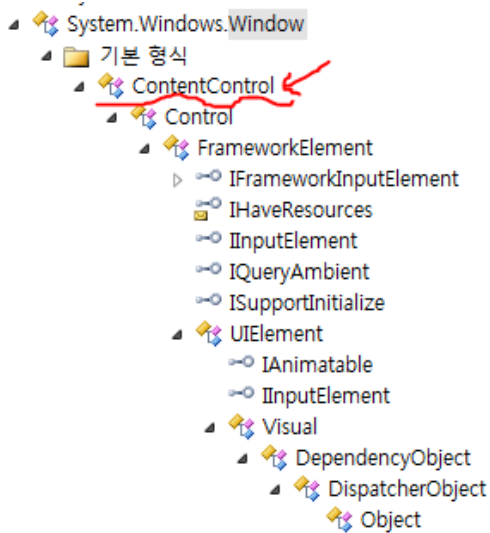 System.Windows.Window
기본 형식
ContentControl
Control
FrameworkElement
IFrameworkInputElement
IHaveResources
IInputElement
IQueryAmbient
ISupportInitialize
UIElement
IAnimatable
IInputElement
Visual
DependencyObject
DispatcherObject
Object